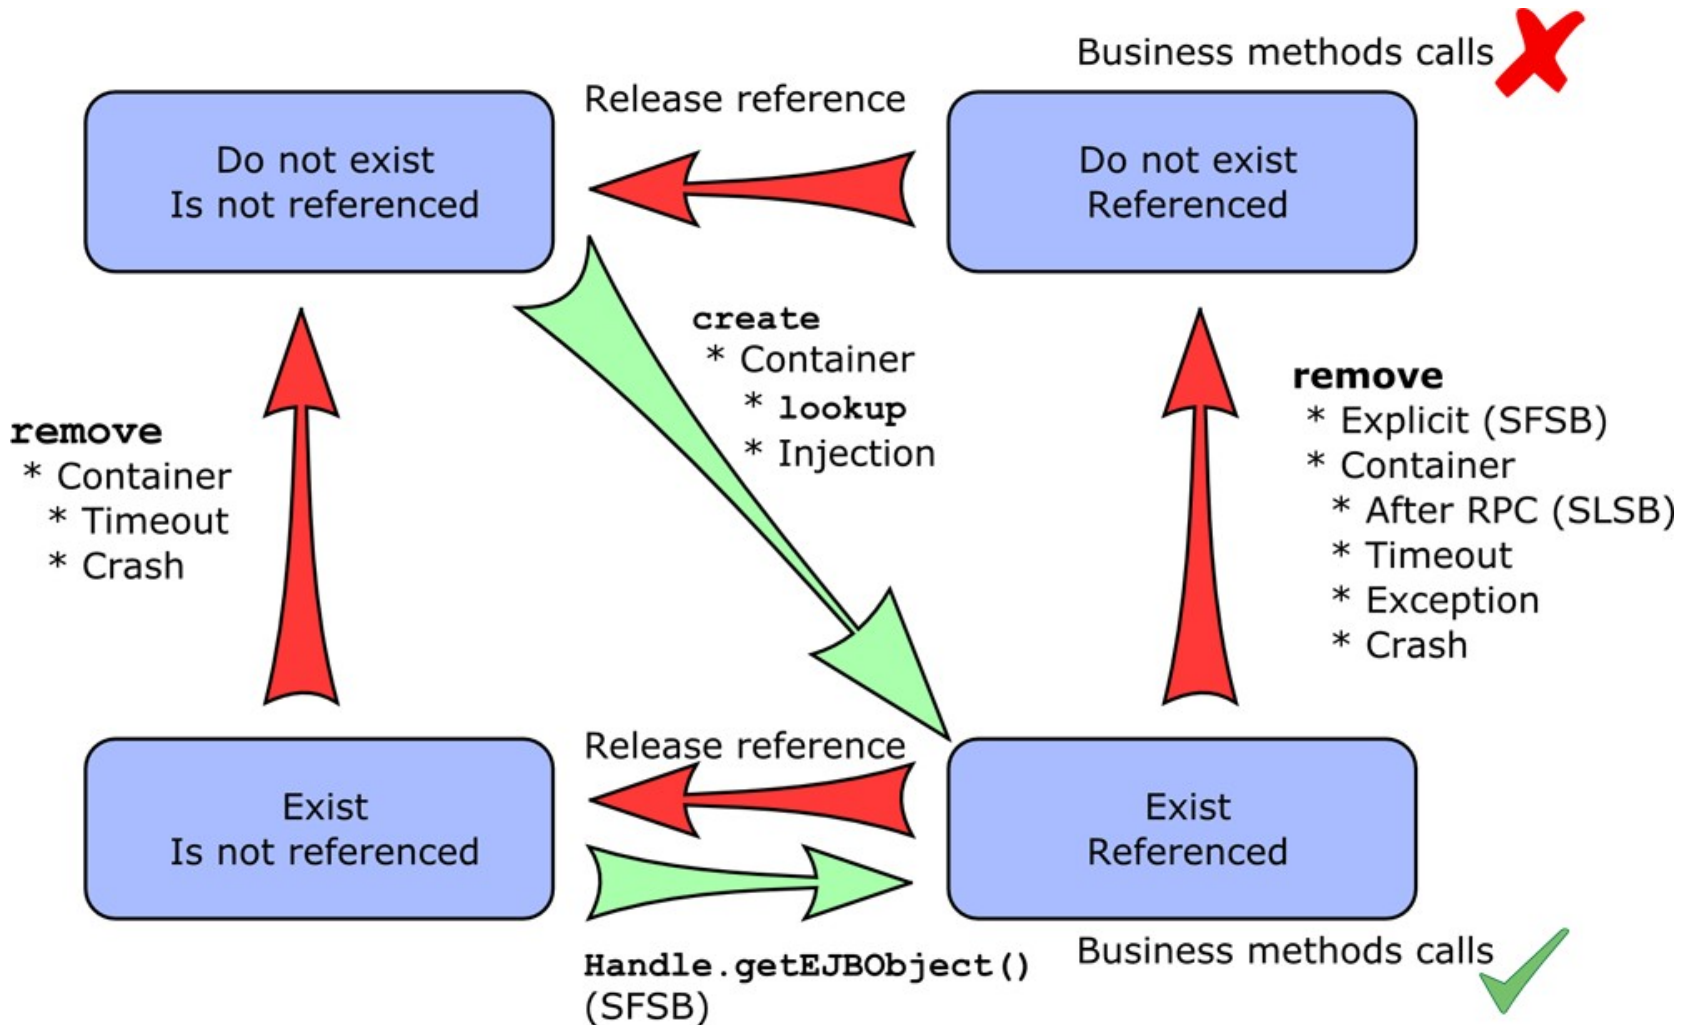 Business methods calls
Release reference
Do not exist
Is not referenced
Do not exist
Referenced
create
* Container
* lookup
* Injection
remove
* Explicit (SFSB)
* Container
* After RPC (SLSB)
* Timeout
* Exception
* Crash
remove
* Container
* Timeout
* Crash
Release reference
Exist
Is not referenced
Exist
Referenced
Handle.getEJBObject()
(SFSB)
Business methods calls